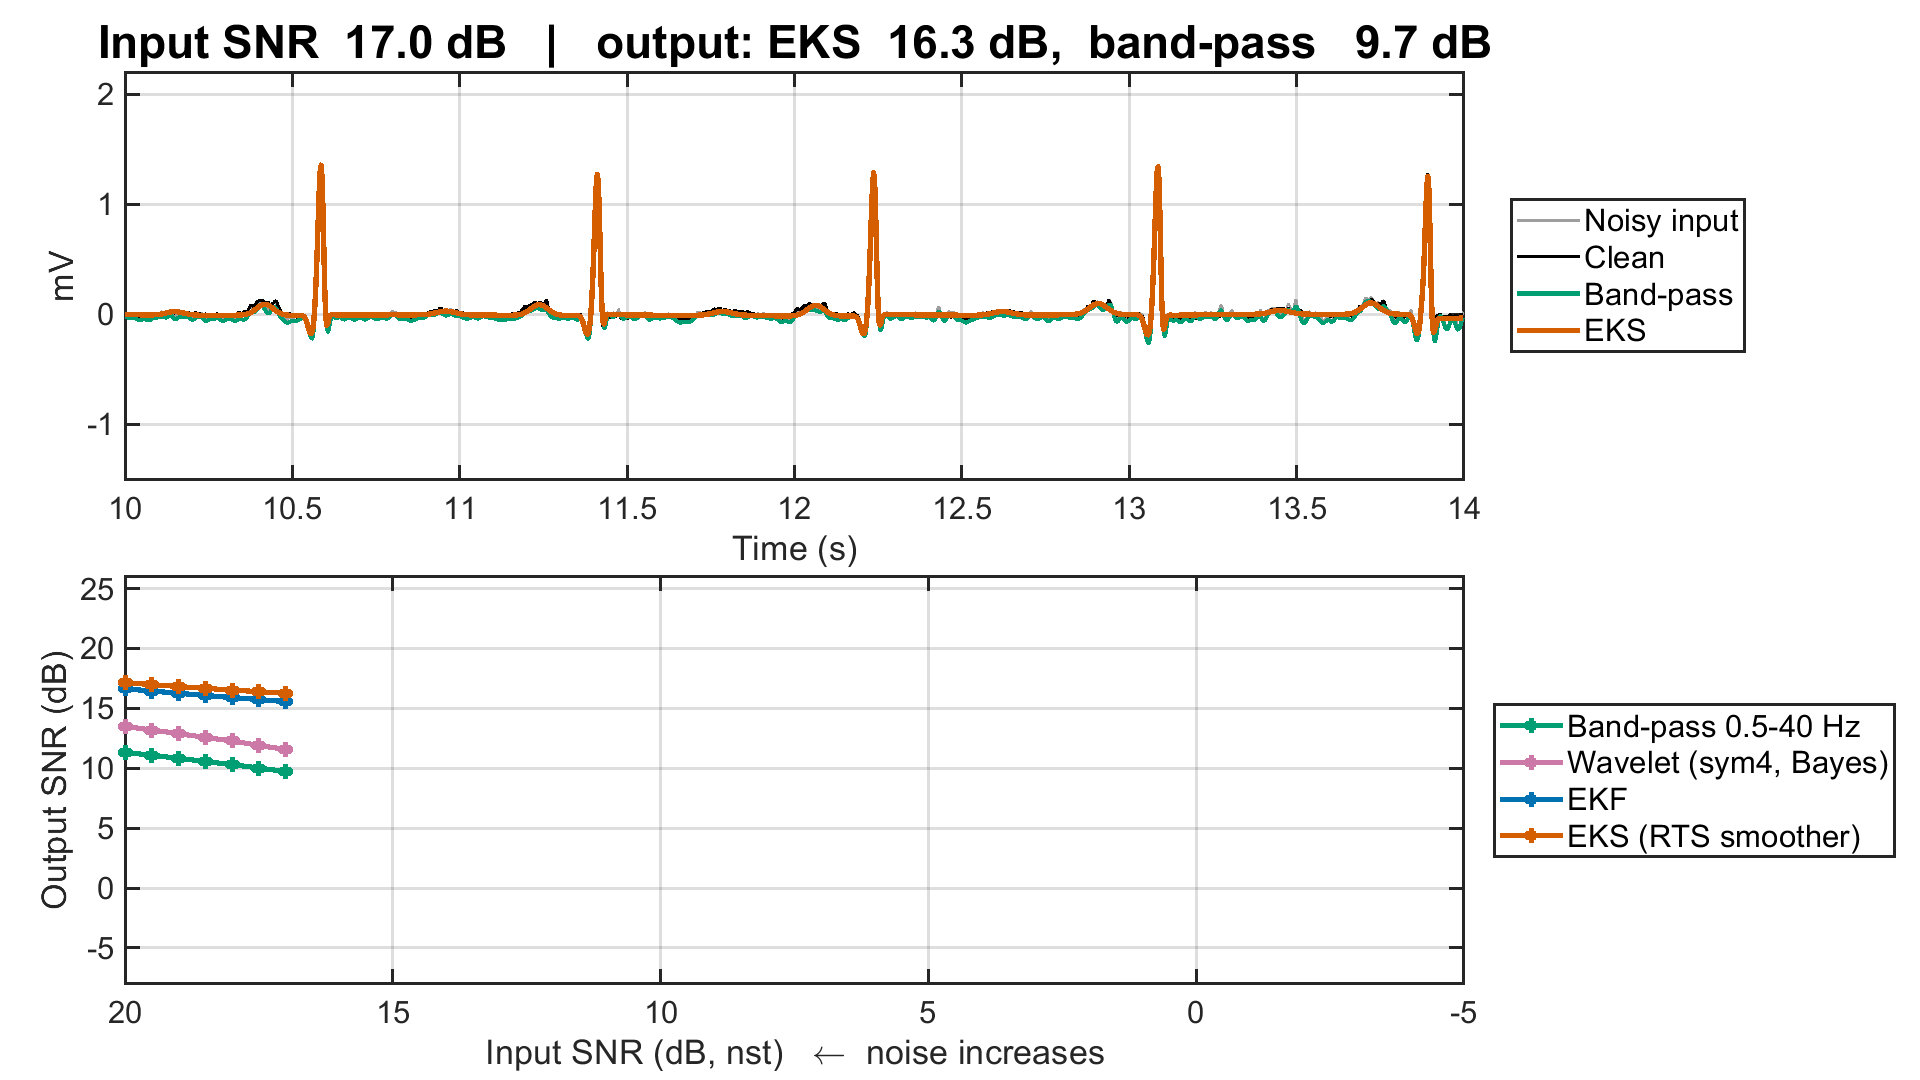 Input SNR  17.0 dB   |   output: EKS  16.3 dB,  band-pass   9.7 dB
2
1
0
-1
mV
10 10.5 11 11.5 12 12.5 13 13.5 14
Time (s)
Noisy input
Clean
Band-pass
EKS
25
20
15
10
5
0
-5
Output SNR (dB)
20 15 10 5 0 -5
Input SNR (dB, nst)   ←  noise increases
Band-pass 0.5-40 Hz
Wavelet (sym4, Bayes)
EKF
EKS (RTS smoother)